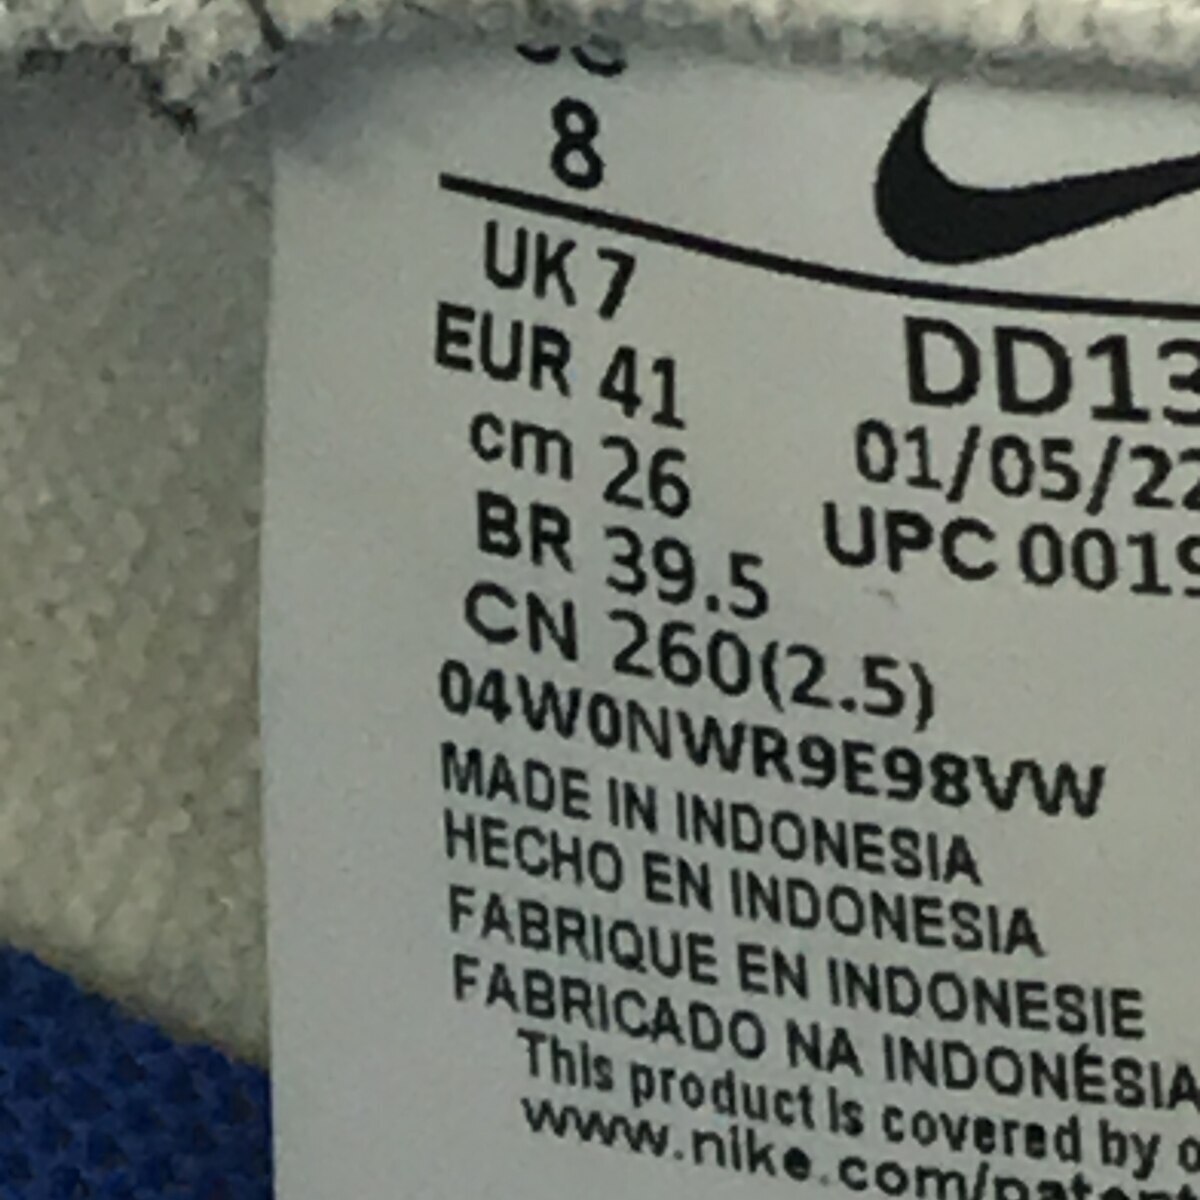 8
UK 7
EUR 41
cm 26
BR 39.5
CN 260(2.5)
DD13
01/05/22
UPC 0019
04W0NWR9E98VW
MADE IN INDONESIA
HECHO EN INDONESIA
FABRIQUE EN INDONESIE
FABRICADO NA INDONÉSIA
This product is covered by
www.nike.com/patent